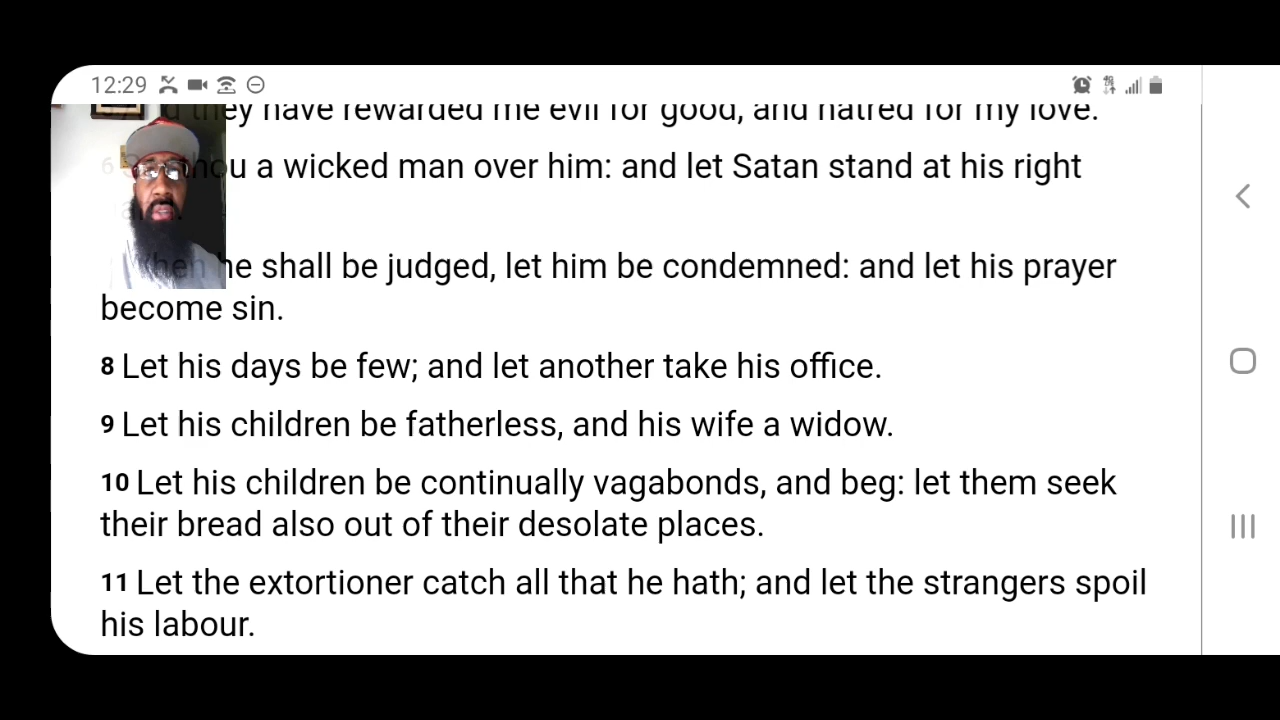 12:29
they have rewarded me evil for good, and hatred for my love.
6 thou a wicked man over him: and let Satan stand at his right
When he shall be judged, let him be condemned: and let his prayer
become sin.
8 Let his days be few; and let another take his office.
9 Let his children be fatherless, and his wife a widow.
10 Let his children be continually vagabonds, and beg: let them seek
their bread also out of their desolate places.
11 Let the extortioner catch all that he hath; and let the strangers spoil
his labour.